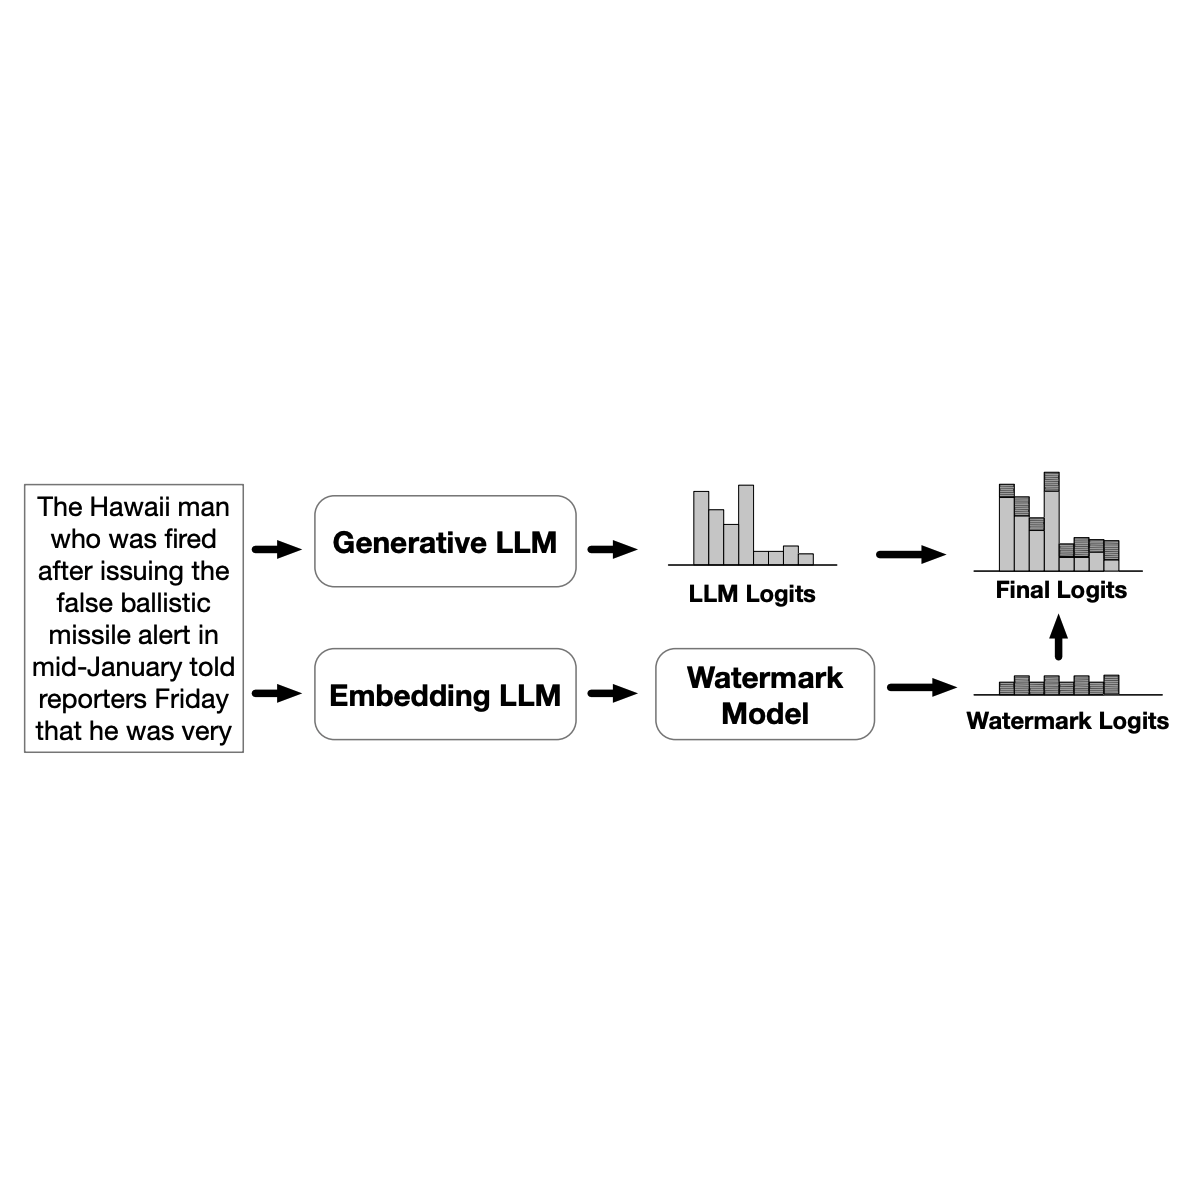 The Hawaii man
who was fired
after issuing the
false ballistic
missile alert in
mid-January told
reporters Friday
that he was very
Generative LLM
LLM Logits
Final Logits
Embedding LLM
Watermark
Model
Watermark Logits